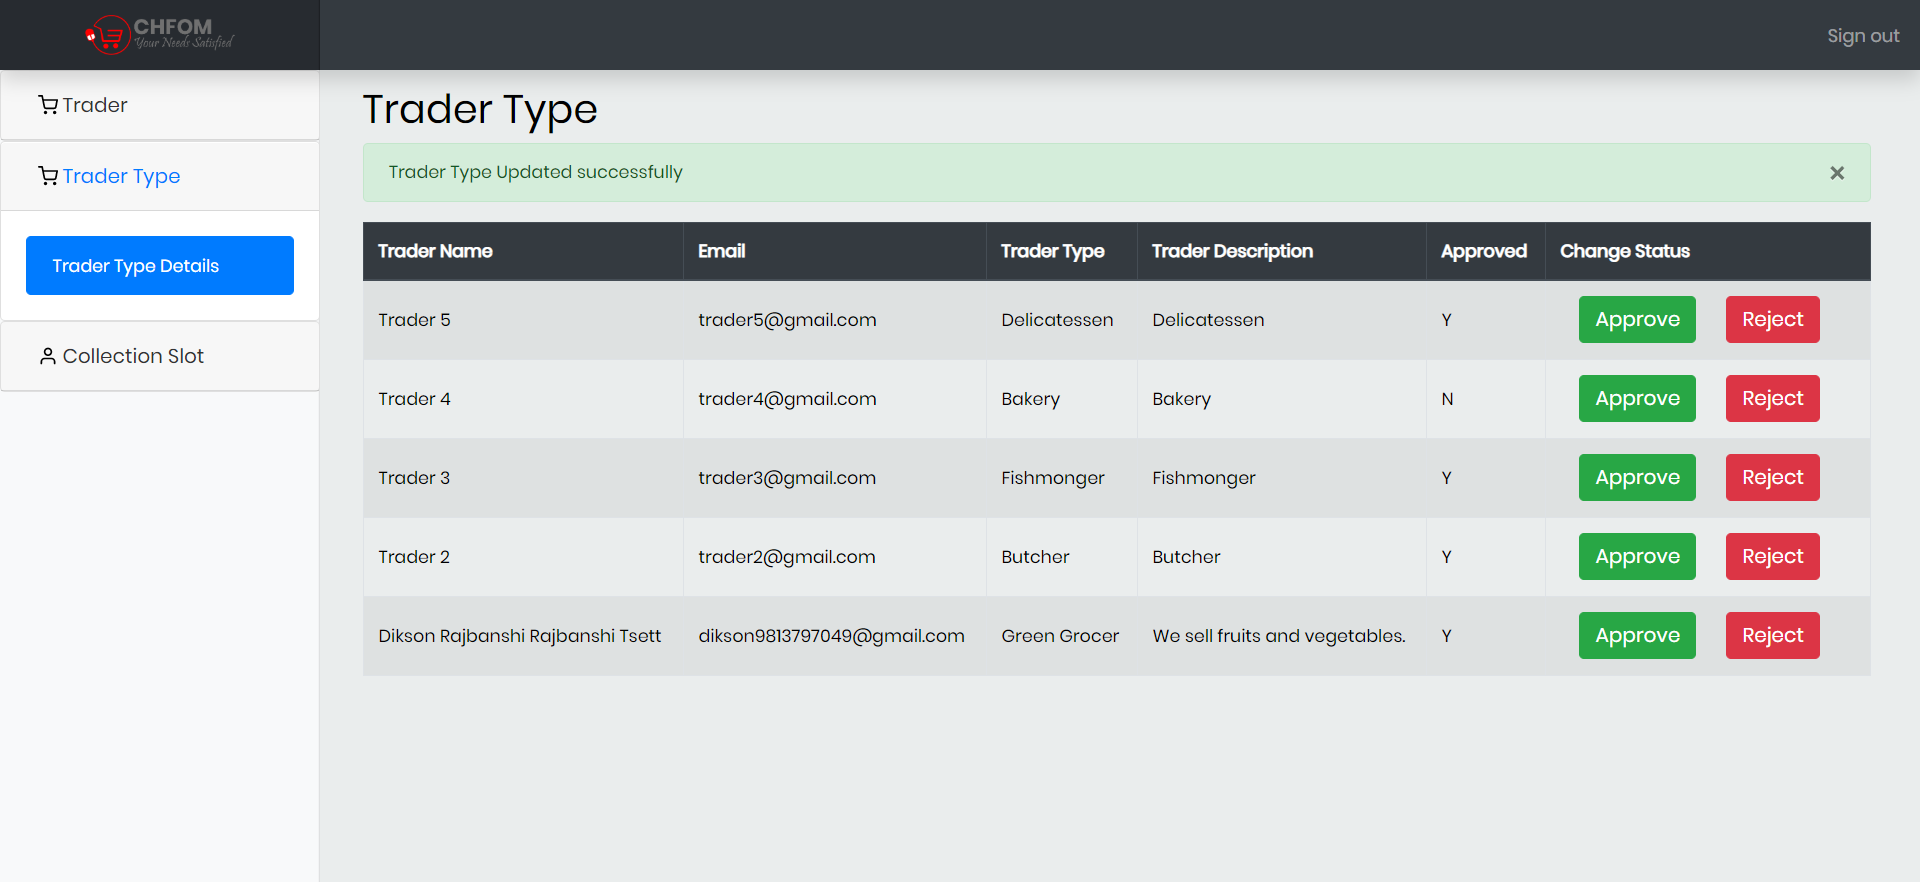 CHFOM
Your Needs Satisfied
Sign out
Trader
Trader Type
Trader Type Details
Collection Slot
Trader Type
Trader Type Updated successfully ×
Trader Name Email Trader Type Trader Description Approved Change Status
Trader 5 trader5@gmail.com Delicatessen Delicatessen Y Approve Reject
Trader 4 trader4@gmail.com Bakery Bakery N Approve Reject
Trader 3 trader3@gmail.com Fishmonger Fishmonger Y Approve Reject
Trader 2 trader2@gmail.com Butcher Butcher Y Approve Reject
Dikson Rajbanshi Rajbanshi Tsett dikson9813797049@gmail.com Green Grocer We sell fruits and vegetables. Y Approve Reject